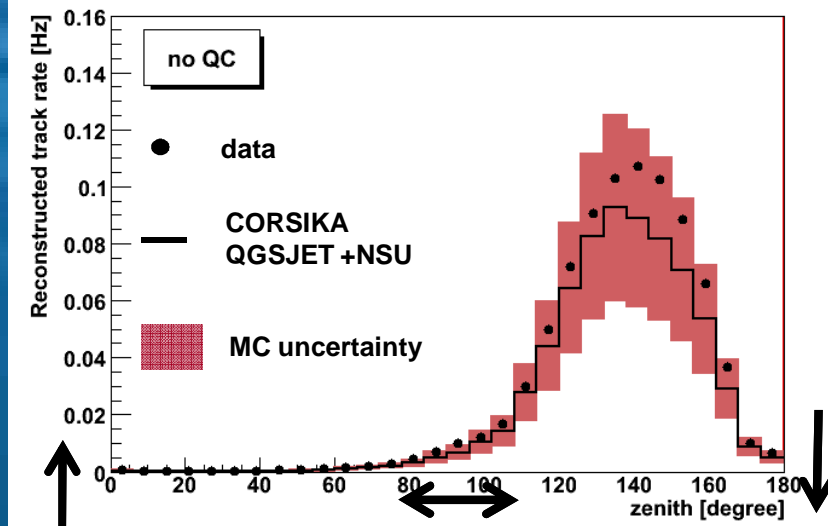 Reconstructed track rate [Hz]
0.16
0.14
0.12
0.1
0.08
0.06
0.04
0.02
0
no QC
data
CORSIKA
QGSJET +NSU
MC uncertainty
0 20 40 60 80 100 120 140 160 180
zenith [degree]